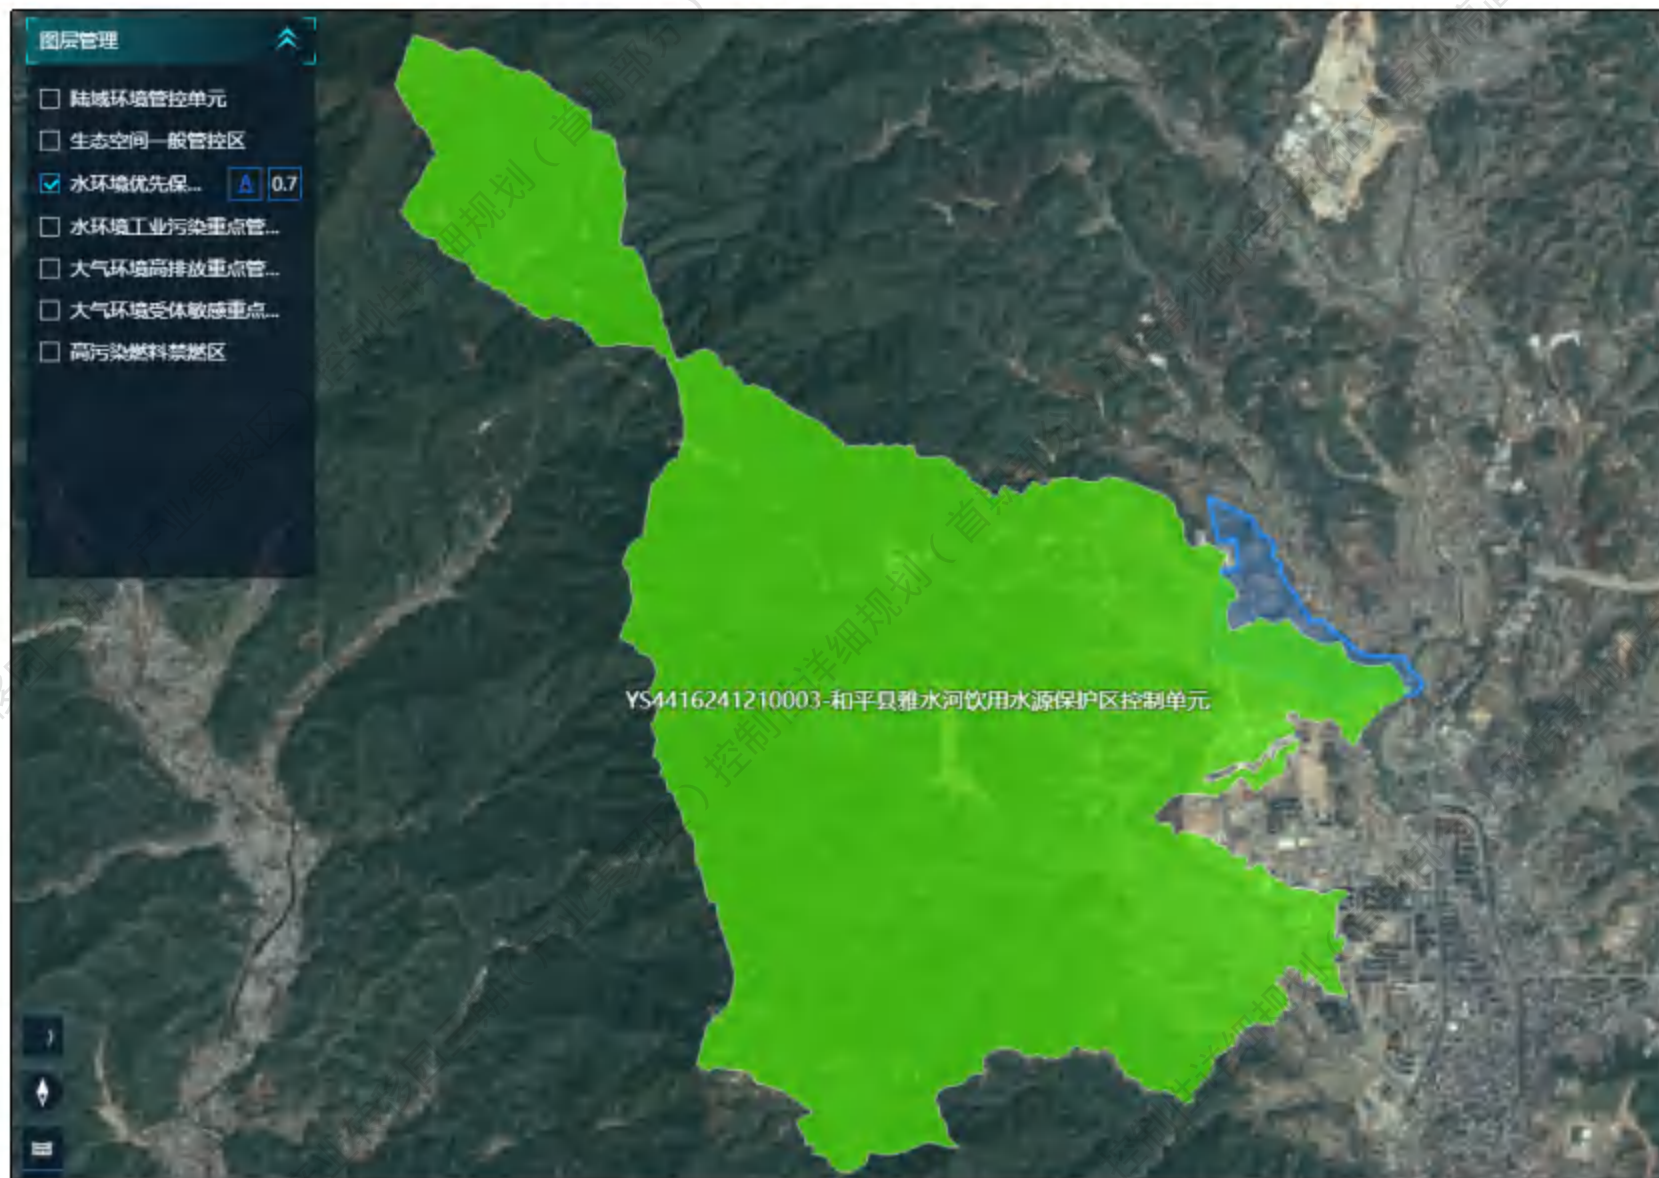 图层管理
陆域环境管控单元
生态空间一般管控区
水环境优先保... 0.7
水环境工业污染重点管...
大气环境高排放重点管...
大气环境受体敏感重点...
高污染燃料禁燃区
YS4416241210003-和平县雅水河饮用水源保护区控制单元